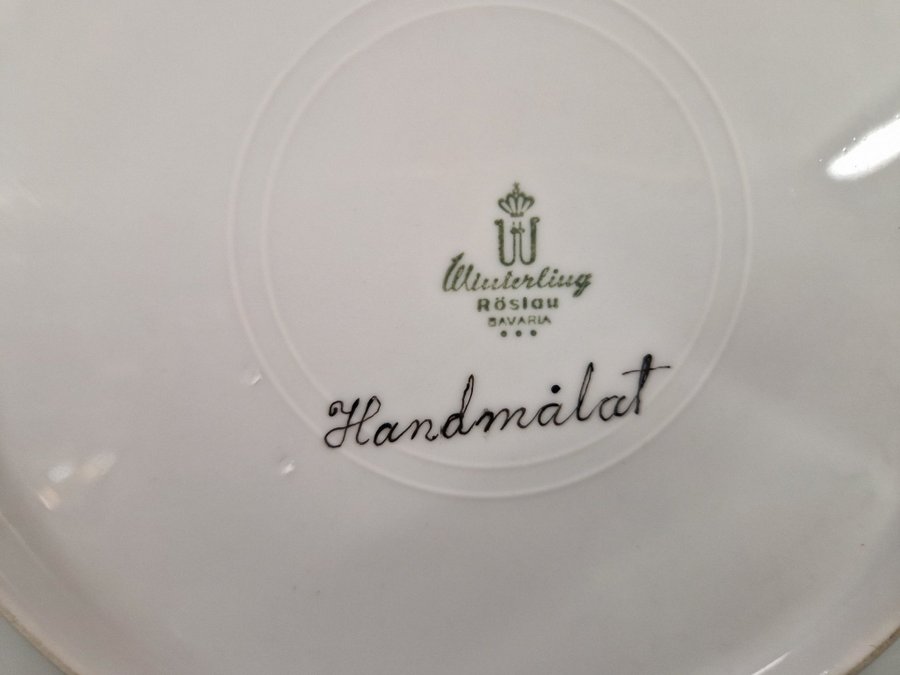 Winterling
Röslau
BAVARIA
Handmålat